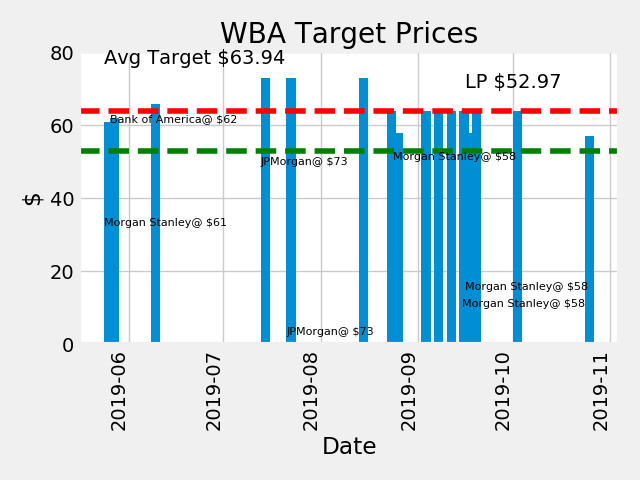 WBA Target Prices
Avg Target $63.94
LP $52.97
80
60
40
20
0
$
Bank of America@ $62
Morgan Stanley@ $58
JPMorgan@ $73
Morgan Stanley@ $61
Morgan Stanley@ $58
Morgan Stanley@ $58
JPMorgan@ $73
2019-06
2019-07
2019-08
2019-09
2019-10
2019-11
Date